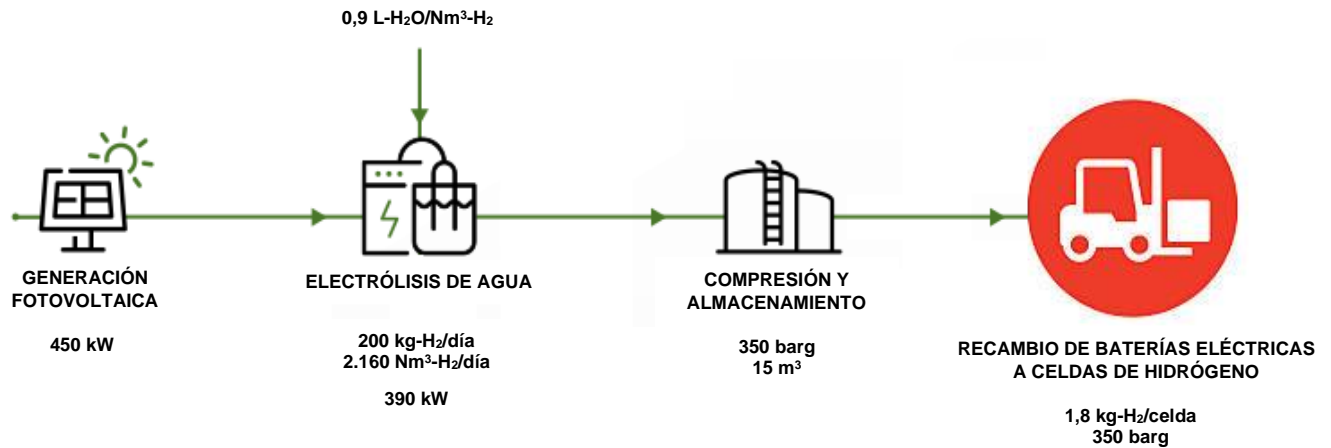 0,9 L-H₂O/Nm³-H₂
GENERACIÓN
FOTOVOLTAICA
450 kW
ELECTRÓLISIS DE AGUA
200 kg-H₂/día
2.160 Nm³-H₂/día
390 kW
COMPRESIÓN Y
ALMACENAMIENTO
350 barg
15 m³
RECAMBIO DE BATERÍAS ELÉCTRICAS
A CELDAS DE HIDRÓGENO
1,8 kg-H₂/celda
350 barg